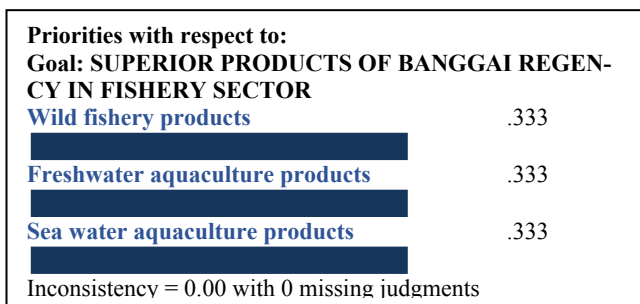 Priorities with respect to:
Goal: SUPERIOR PRODUCTS OF BANGGAI REGEN-
CY IN FISHERY SECTOR
Wild fishery products .333
Freshwater aquaculture products .333
Sea water aquaculture products .333
Inconsistency = 0.00 with 0 missing judgments